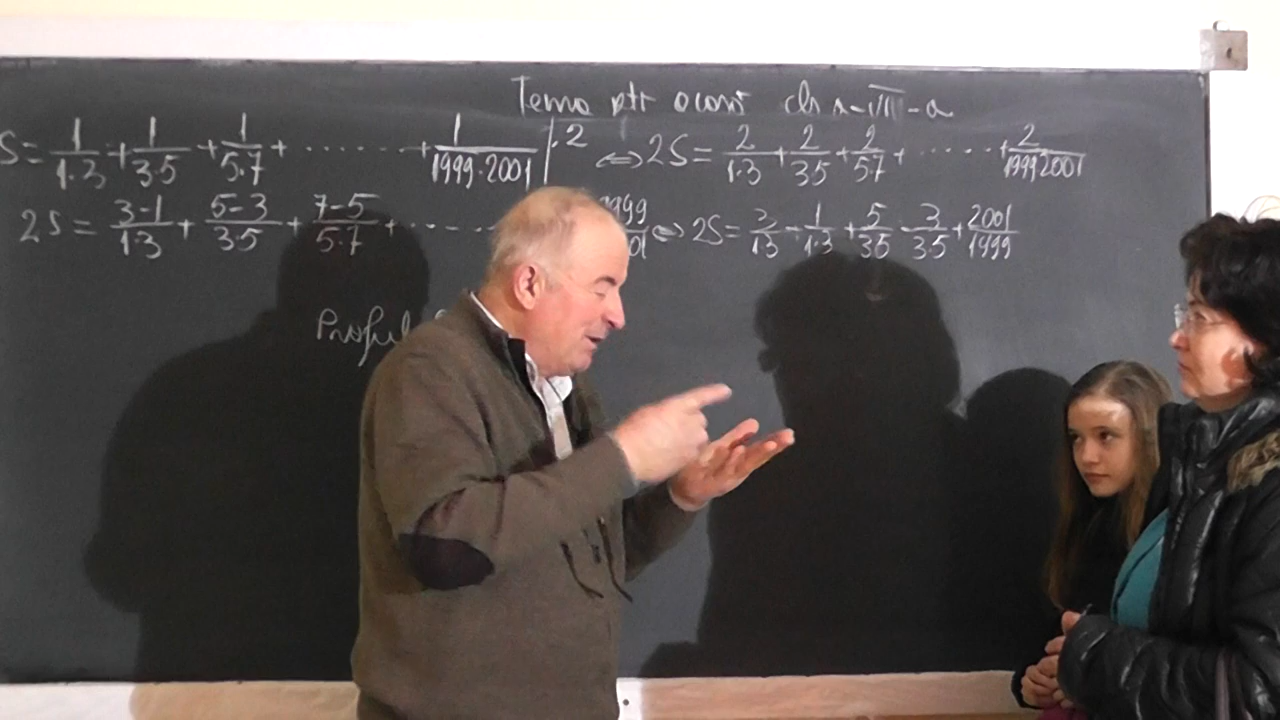 Tema ptr acasă cls a-VIII-a
S = 1/1·3 + 1/3·5 + 1/5·7 + ········ + 1/1999·2001 |·2 ⇔ 2S = 2/1·3 + 2/3·5 + 2/5·7 + ······ + 2/1999·2001
2S = 3-1/1·3 + 5-3/3·5 + 7-5/5·7 + ····· 1999 ⇔ 2S = 3/1·3 - 1/1·3 + 5/3·5 - 3/3·5 + 2001/1999
Proful